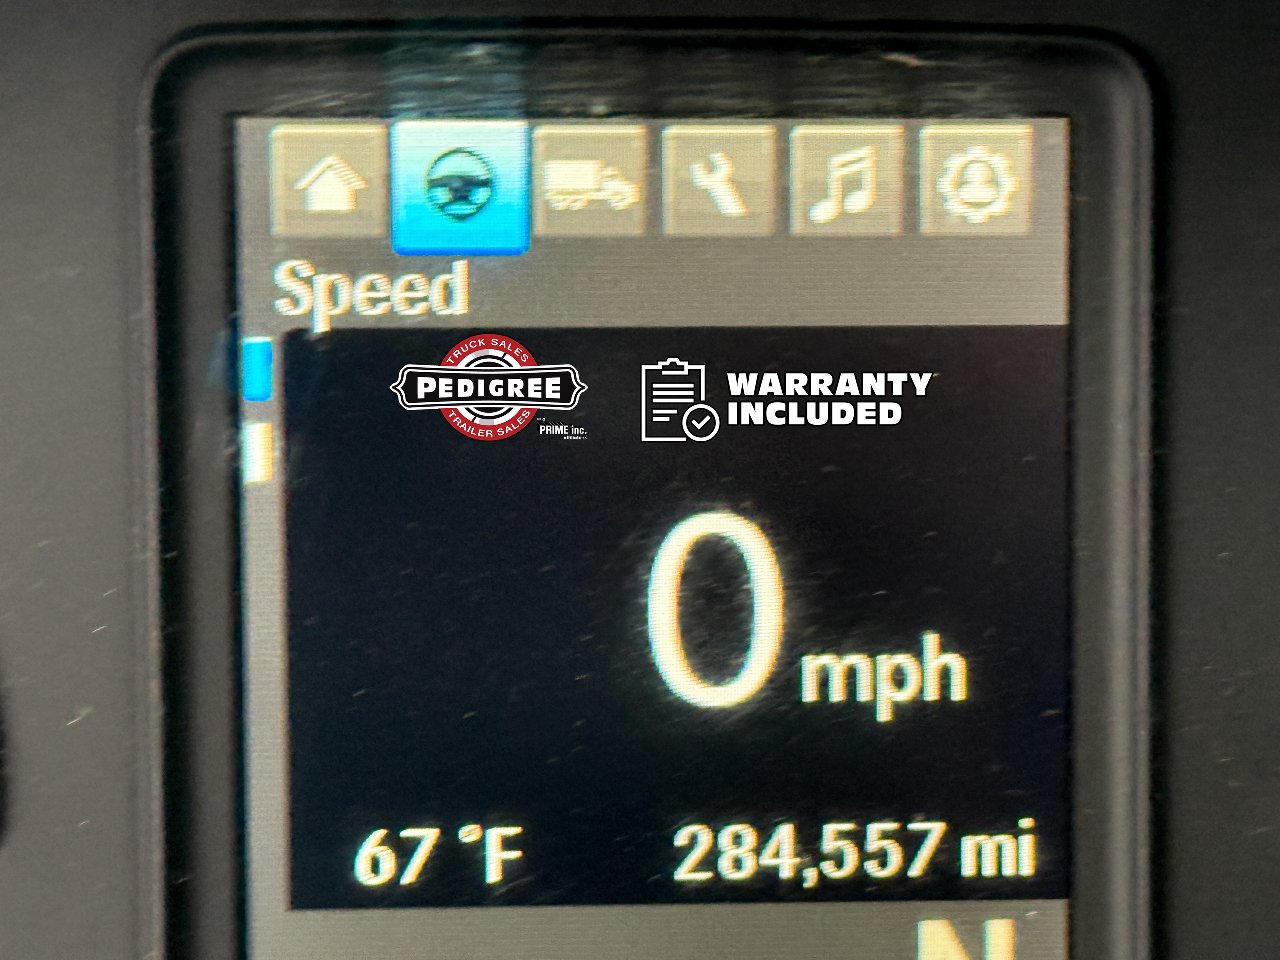 Speed
TRUCK SALES
PEDIGREE
TRAILER SALES
PRIME inc.
WARRANTY
INCLUDED
0 mph
67 °F
284,557 mi
N